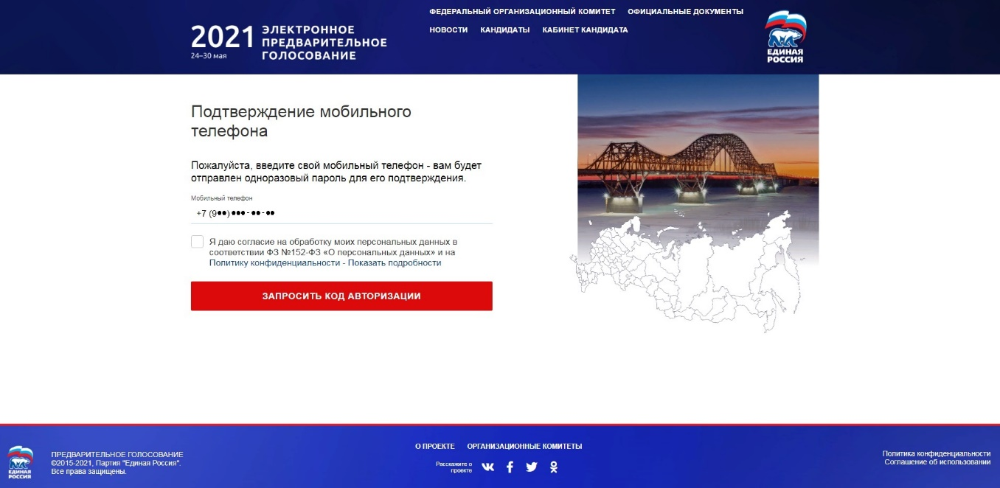 ФЕДЕРАЛЬНЫЙ ОРГАНИЗАЦИОННЫЙ КОМИТЕТ ОФИЦИАЛЬНЫЕ ДОКУМЕНТЫ
НОВОСТИ КАНДИДАТЫ КАБИНЕТ КАНДИДАТА
2021
24–30 мая
ЭЛЕКТРОННОЕ
ПРЕДВАРИТЕЛЬНОЕ
ГОЛОСОВАНИЕ
ЕДИНАЯ
РОССИЯ
Подтверждение мобильного
телефона
Пожалуйста, введите свой мобильный телефон - вам будет
отправлен одноразовый пароль для его подтверждения.
Мобильный телефон
+7 (9●●) ●●● - ●● - ●●
Я даю согласие на обработку моих персональных данных в
соответствии ФЗ №152-ФЗ «О персональных данных» и на
Политику конфиденциальности - Показать подробности
ЗАПРОСИТЬ КОД АВТОРИЗАЦИИ
ЕДИНАЯ
РОССИЯ
ПРЕДВАРИТЕЛЬНОЕ ГОЛОСОВАНИЕ
©2015-2021, Партия "Единая Россия".
Все права защищены.
О ПРОЕКТЕ ОРГАНИЗАЦИОННЫЕ КОМИТЕТЫ
Расскажите о
проекте
Политика конфиденциальности
Соглашение об использовании